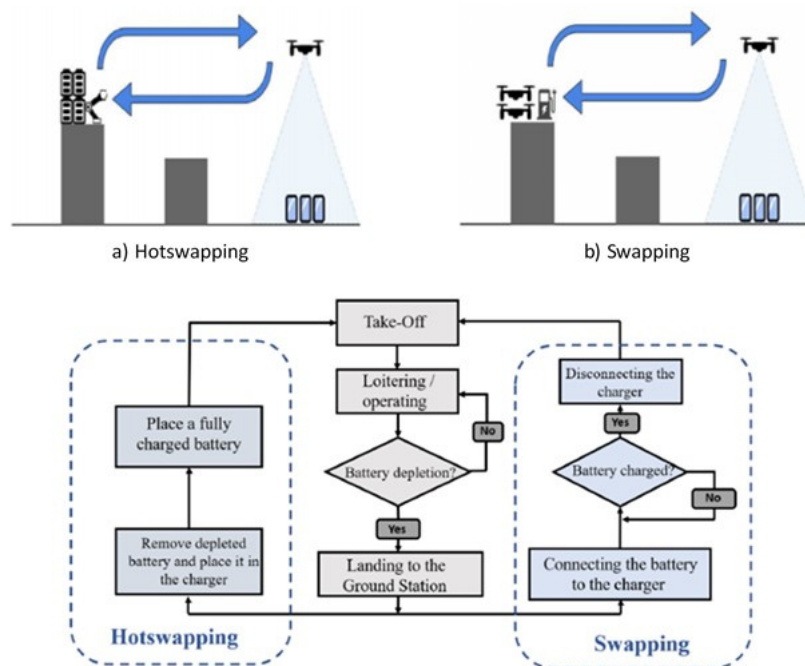 a) Hotswapping
b) Swapping
Take-Off
Loitering /
operating
No
Battery depletion?
Yes
Landing to the
Ground Station
Place a fully
charged battery
Remove depleted
battery and place it in
the charger
Hotswapping
Disconnecting the
charger
Yes
Battery charged?
No
Connecting the battery
to the charger
Swapping